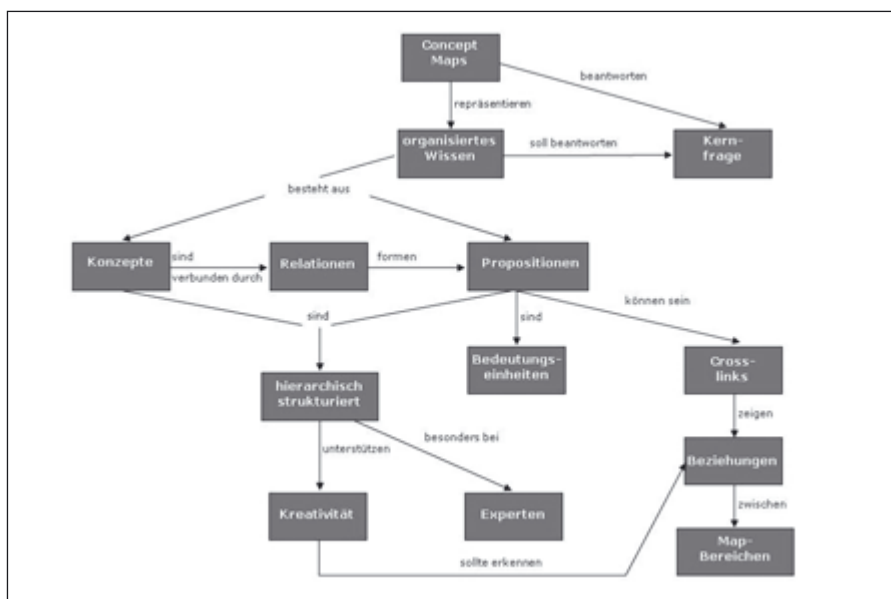 Concept
Maps
beantworten
repräsentieren
organisiertes
Wissen
soll beantworten
Kern-
frage
besteht aus
Konzepte
sind
verbunden durch
Relationen
formen
Propositionen
sind
sind
können sein
Bedeutungs-
einheiten
Cross-
links
hierarchisch
strukturiert
zeigen
unterstützen
besonders bei
Beziehungen
zwischen
Kreativität
Experten
Map-
Bereichen
sollte erkennen